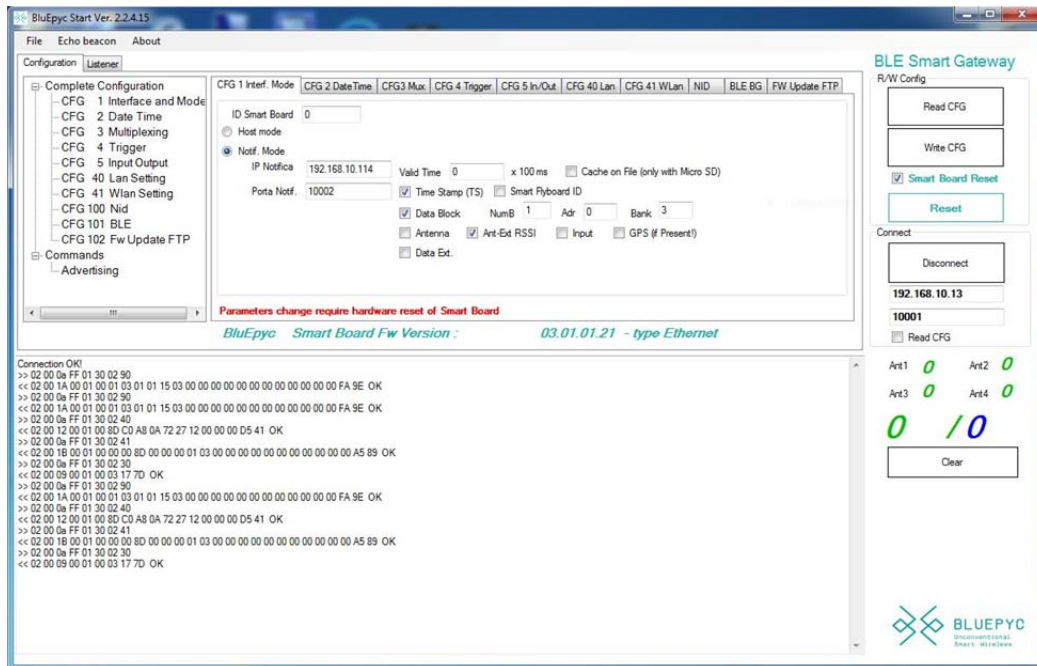 BluEpyc Start Ver. 2.2.4.15
File Echo beacon About
Configuration Listener
Complete Configuration
CFG 1 Interface and Mode
CFG 2 Date Time
CFG 3 Multiplexing
CFG 4 Trigger
CFG 5 Input Output
CFG 40 Lan Setting
CFG 41 Wlan Setting
CFG 100 Nid
CFG 101 BLE
CFG 102 Fw Update FTP
Commands
Advertising
CFG 1 Interf. Mode CFG 2 DateTime CFG3 Mux CFG 4 Trigger CFG 5 In/Out CFG 40 Lan CFG 41 WLan NID BLE BG FW Update FTP
ID Smart Board 0
Host mode
Notif. Mode
IP Notifica 192.168.10.114 Valid Time 0 x 100 ms Cache on File (only with Micro SD)
Porta Notif. 10002 Time Stamp (TS) Smart Flyboard ID
Data Block NumB 1 Adr 0 Bank 3
Antenna Ant-Ext RSSI Input GPS (if Present!)
Data Ext.
Parameters change require hardware reset of Smart Board
BluEpyc Smart Board Fw Version : 03.01.01.21 - type Ethernet
BLE Smart Gateway
R/W Config
Read CFG
Write CFG
Smart Board Reset
Reset
Connect
Disconnect
192.168.10.13
10001
Read CFG
Ant1 0 Ant2 0
Ant3 0 Ant4 0
0 / 0
Clear
Connection OK!
>> 02 00 0a FF 01 30 02 90
<< 02 00 1A 00 01 00 01 03 01 01 15 03 00 00 00 00 00 00 00 00 00 00 00 00 FA 9E OK
>> 02 00 0a FF 01 30 02 90
<< 02 00 1A 00 01 00 01 03 01 01 15 03 00 00 00 00 00 00 00 00 00 00 00 00 FA 9E OK
>> 02 00 0a FF 01 30 02 40
<< 02 00 12 00 01 00 8D C0 A8 0A 72 27 12 00 00 00 D5 41 OK
>> 02 00 0a FF 01 30 02 41
<< 02 00 1B 00 01 00 00 00 8D 00 00 00 01 03 00 00 00 00 00 00 00 00 00 00 00 A5 89 OK
>> 02 00 0a FF 01 30 02 30
<< 02 00 09 00 01 00 03 17 7D OK
>> 02 00 0a FF 01 30 02 90
<< 02 00 1A 00 01 00 01 03 01 01 15 03 00 00 00 00 00 00 00 00 00 00 00 00 FA 9E OK
>> 02 00 0a FF 01 30 02 40
<< 02 00 12 00 01 00 8D C0 A8 0A 72 27 12 00 00 00 D5 41 OK
>> 02 00 0a FF 01 30 02 41
<< 02 00 1B 00 01 00 00 00 8D 00 00 00 01 03 00 00 00 00 00 00 00 00 00 00 00 A5 89 OK
>> 02 00 0a FF 01 30 02 30
<< 02 00 09 00 01 00 03 17 7D OK
BLUEPYC
Unconventional
Smart. Wireless.